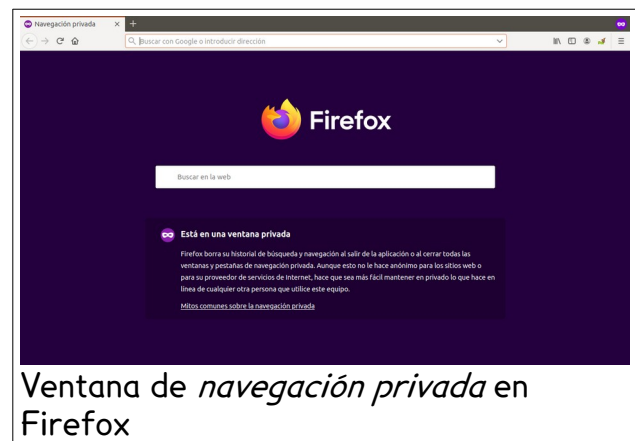 Navegación privada
Buscar con Google o introducir dirección
Firefox
Buscar en la web
Está en una ventana privada
Firefox borra su historial de búsqueda y navegación al salir de la aplicación o al cerrar todas las
ventanas y pestañas de navegación privada. Aunque esto no le hace anónimo para los sitios web o
para su proveedor de servicios de Internet, hace que sea más fácil mantener en privado lo que hace en
línea de cualquier otra persona que utilice este equipo.
Mitos comunes sobre la navegación privada
Ventana de navegación privada en
Firefox